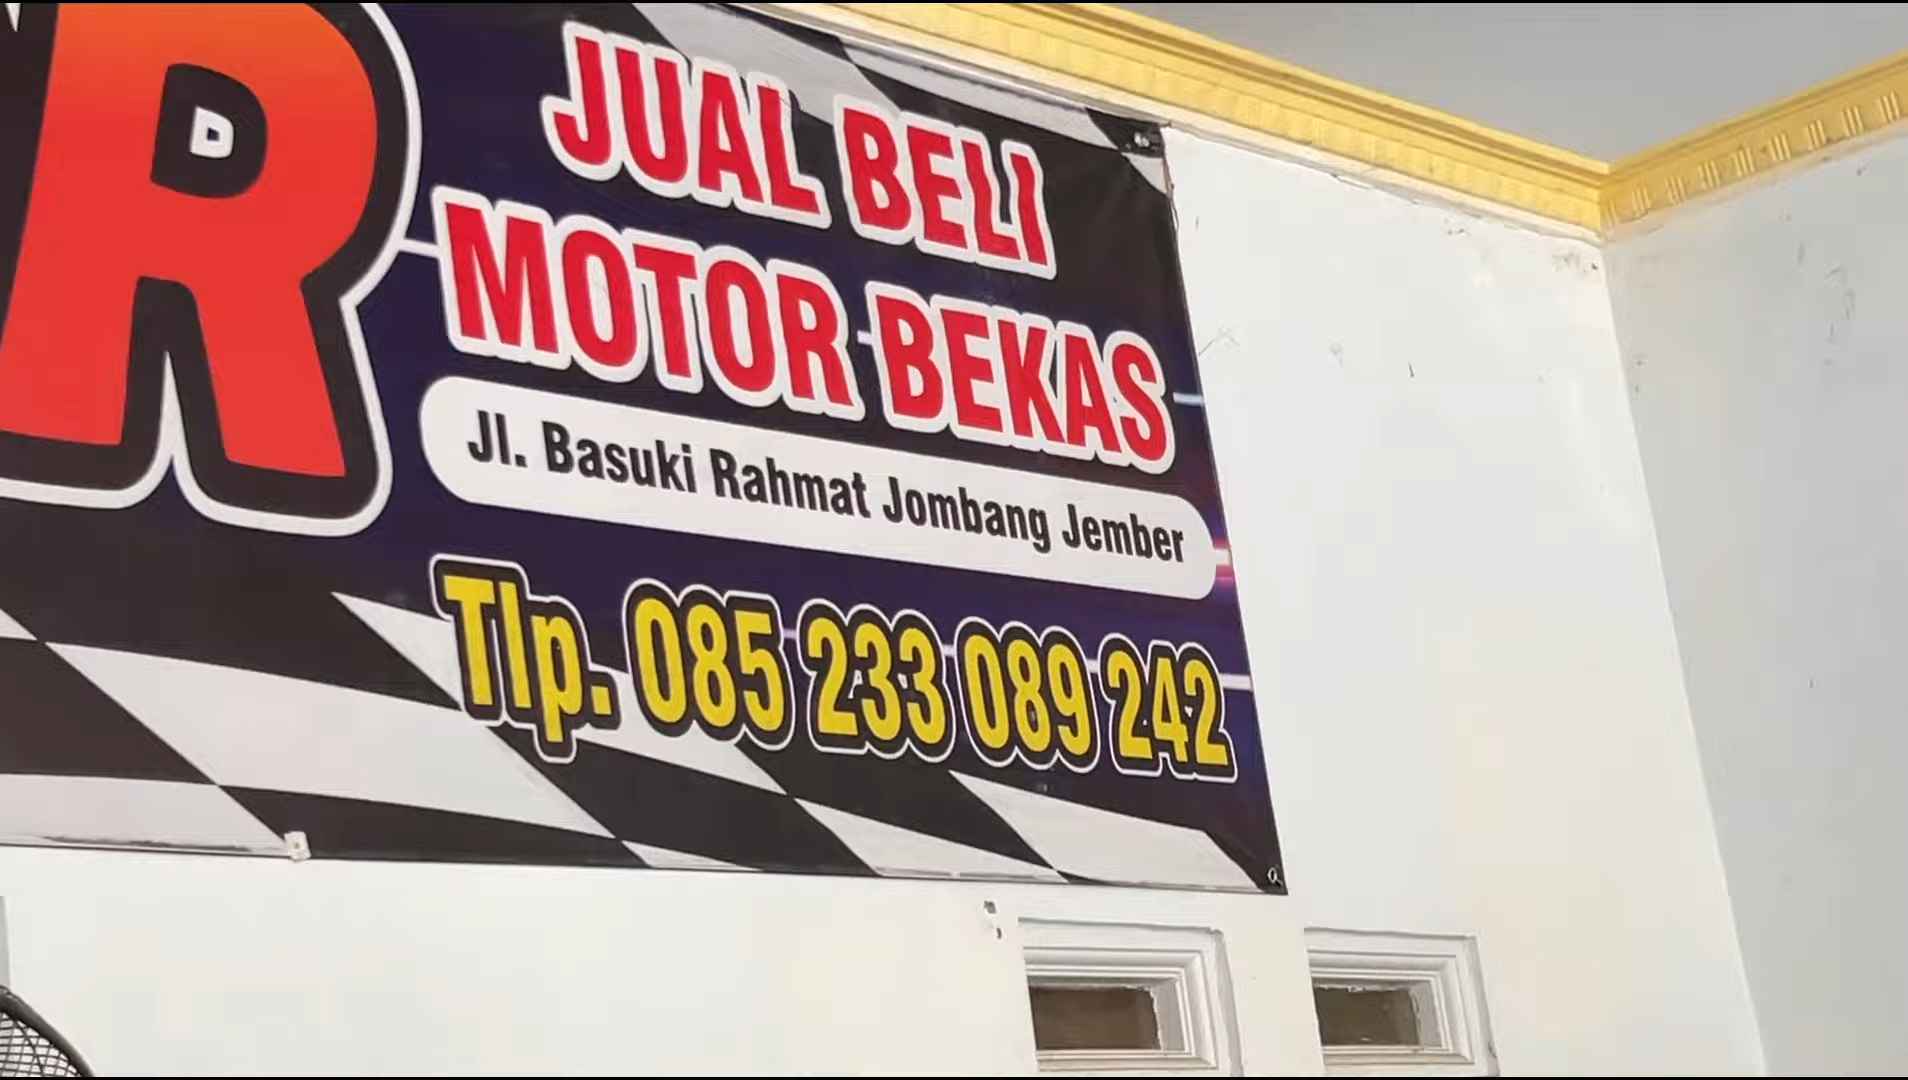 R
JUAL BELI
MOTOR BEKAS
Jl. Basuki Rahmat Jombang Jember
Tlp. 085 233 089 242